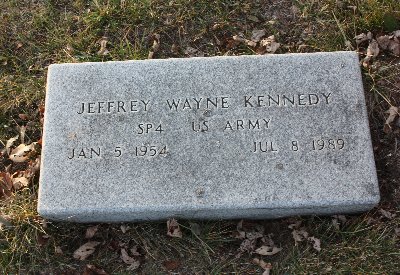 JEFFREY WAYNE KENNEDY
SP4 US ARMY
JAN 5 1954 JUL 8 1989